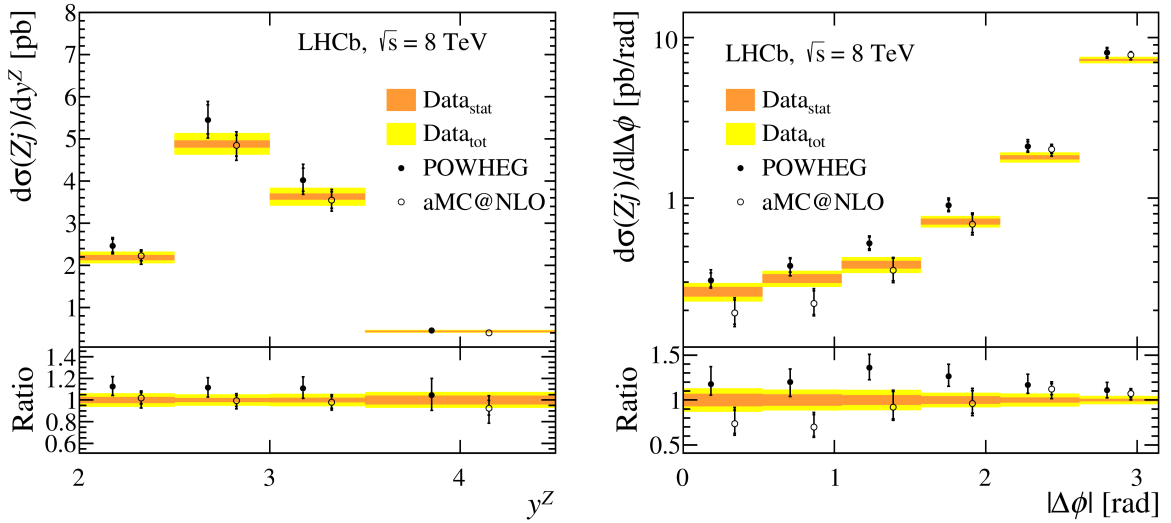 dσ(Zj)/dy^Z [pb]
8
7
6
5
4
3
2
1
LHCb, √s = 8 TeV
Data_stat
Data_tot
POWHEG
aMC@NLO
Ratio
1.4
1.2
1.0
0.8
0.6
2 3 4
y^Z
dσ(Zj)/d|Δϕ| [pb/rad]
10
1
LHCb, √s = 8 TeV
Data_stat
Data_tot
POWHEG
aMC@NLO
Ratio
1.5
1
0.5
0 1 2 3
|Δϕ| [rad]